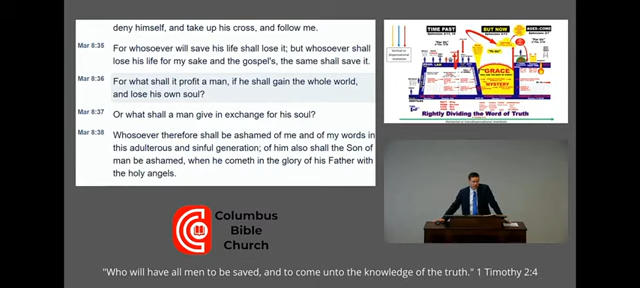 deny himself, and take up his cross, and follow me.
Mar 8:35 For whosoever will save his life shall lose it; but whosoever shall
lose his life for my sake and the gospel's, the same shall save it.
Mar 8:36 For what shall it profit a man, if he shall gain the whole world,
and lose his own soul?
Mar 8:37 Or what shall a man give in exchange for his soul?
Mar 8:38 Whosoever therefore shall be ashamed of me and of my words in
this adulterous and sinful generation; of him also shall the Son of
man be ashamed, when he cometh in the glory of his Father with
the holy angels.
TIME PAST
BUT NOW
AGES TO COME
GRACE
MYSTERY
Rightly Dividing the Word of Truth
Columbus
Bible
Church
"Who will have all men to be saved, and to come unto the knowledge of the truth." 1 Timothy 2:4